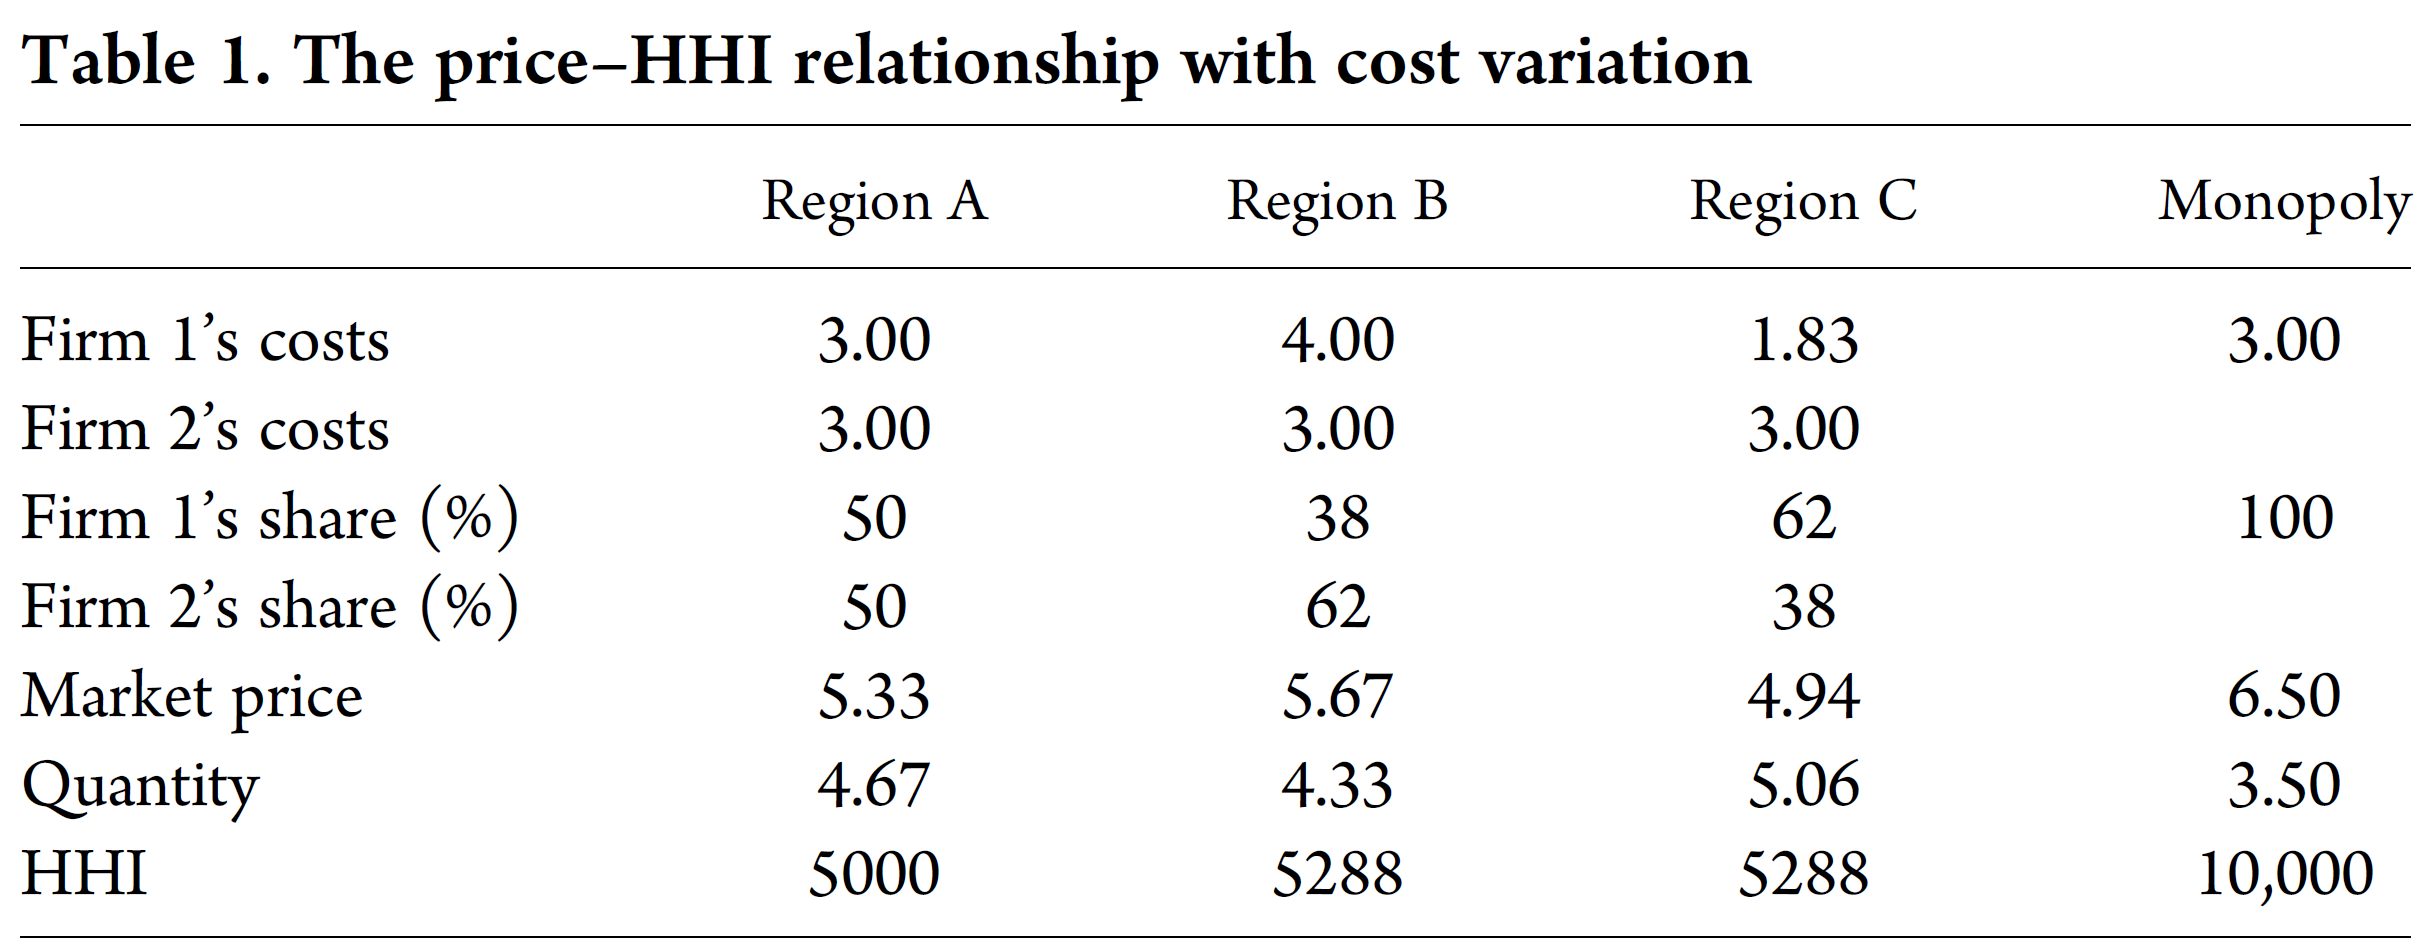 Table 1. The price–HHI relationship with cost variation
Region A Region B Region C Monopoly
Firm 1’s costs 3.00 4.00 1.83 3.00
Firm 2’s costs 3.00 3.00 3.00
Firm 1’s share (%) 50 38 62 100
Firm 2’s share (%) 50 62 38
Market price 5.33 5.67 4.94 6.50
Quantity 4.67 4.33 5.06 3.50
HHI 5000 5288 5288 10,000